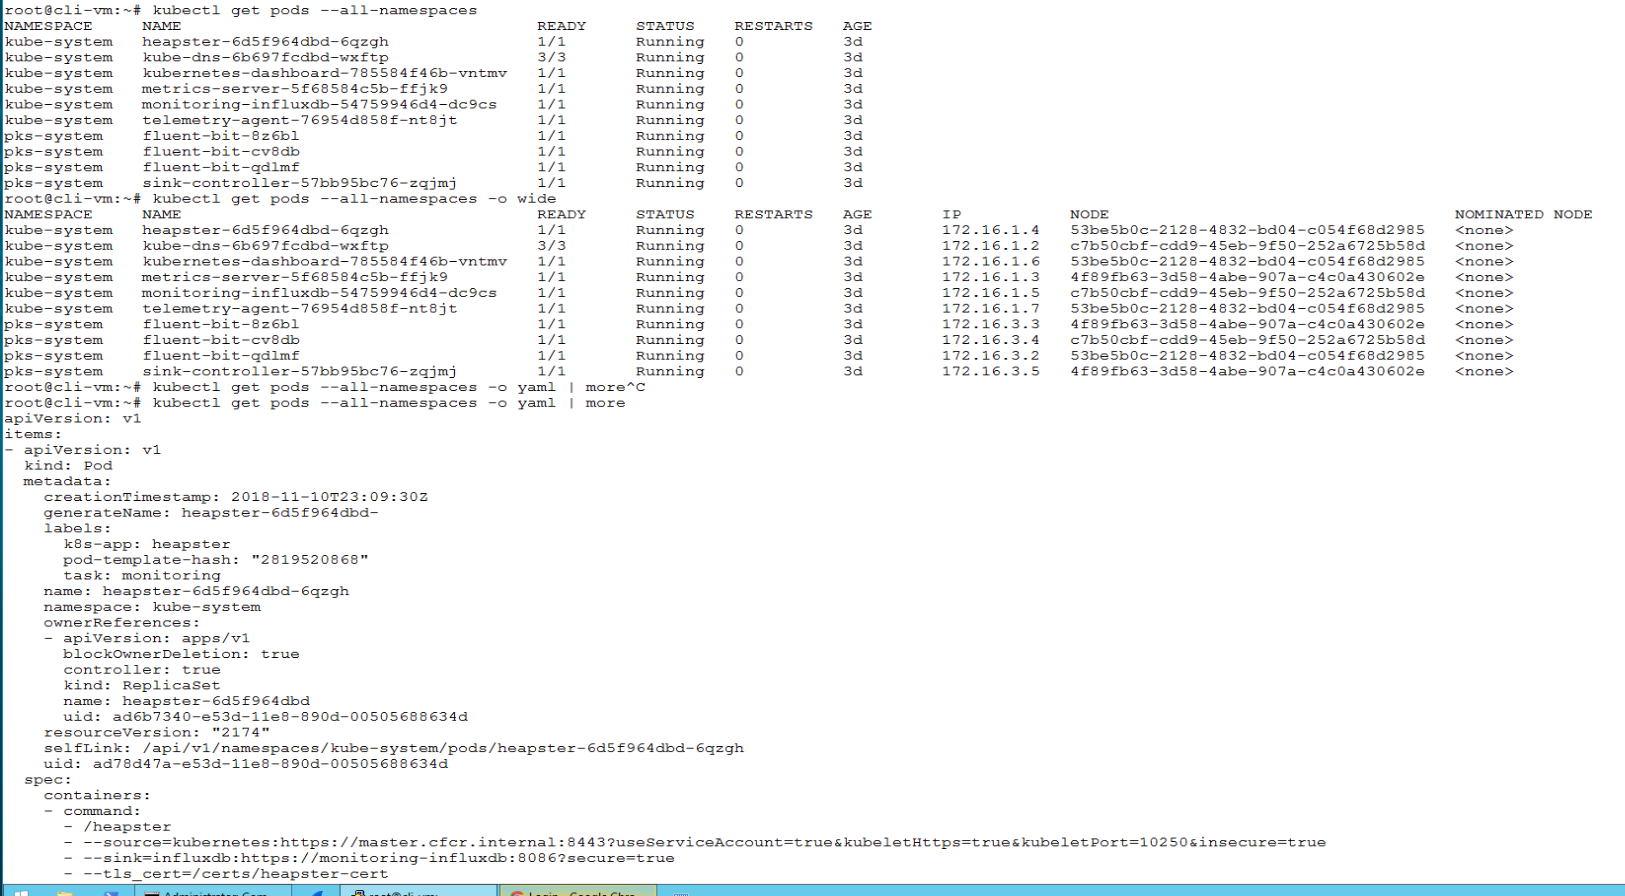 root@cli-vm:~# kubectl get pods --all-namespaces
NAMESPACE NAME READY STATUS RESTARTS AGE
kube-system heapster-6d5f964dbd-6qzgh 1/1 Running 0 3d
kube-system kube-dns-6b697fcdbd-wxftp 3/3 Running 0 3d
kube-system kubernetes-dashboard-785584f46b-vntmv 1/1 Running 0 3d
kube-system metrics-server-5f68584c5b-ffjk9 1/1 Running 0 3d
kube-system monitoring-influxdb-54759946d4-dc9cs 1/1 Running 0 3d
kube-system telemetry-agent-76954d858f-nt8jt 1/1 Running 0 3d
pks-system fluent-bit-8z6bl 1/1 Running 0 3d
pks-system fluent-bit-cv8db 1/1 Running 0 3d
pks-system fluent-bit-qdlmf 1/1 Running 0 3d
pks-system sink-controller-57bb95bc76-zqjmj 1/1 Running 0 3d
root@cli-vm:~# kubectl get pods --all-namespaces -o wide
NAMESPACE NAME READY STATUS RESTARTS AGE IP NODE NOMINATED NODE
kube-system heapster-6d5f964dbd-6qzgh 1/1 Running 0 3d 172.16.1.4 53be5b0c-2128-4832-bd04-c054f68d2985 <none>
kube-system kube-dns-6b697fcdbd-wxftp 3/3 Running 0 3d 172.16.1.2 c7b50cbf-cdd9-45eb-9f50-252a6725b58d <none>
kube-system kubernetes-dashboard-785584f46b-vntmv 1/1 Running 0 3d 172.16.1.6 53be5b0c-2128-4832-bd04-c054f68d2985 <none>
kube-system metrics-server-5f68584c5b-ffjk9 1/1 Running 0 3d 172.16.1.3 4f89fb63-3d58-4abe-907a-c4c0a430602e <none>
kube-system monitoring-influxdb-54759946d4-dc9cs 1/1 Running 0 3d 172.16.1.5 c7b50cbf-cdd9-45eb-9f50-252a6725b58d <none>
kube-system telemetry-agent-76954d858f-nt8jt 1/1 Running 0 3d 172.16.1.7 53be5b0c-2128-4832-bd04-c054f68d2985 <none>
pks-system fluent-bit-8z6bl 1/1 Running 0 3d 172.16.3.3 4f89fb63-3d58-4abe-907a-c4c0a430602e <none>
pks-system fluent-bit-cv8db 1/1 Running 0 3d 172.16.3.4 c7b50cbf-cdd9-45eb-9f50-252a6725b58d <none>
pks-system fluent-bit-qdlmf 1/1 Running 0 3d 172.16.3.2 53be5b0c-2128-4832-bd04-c054f68d2985 <none>
pks-system sink-controller-57bb95bc76-zqjmj 1/1 Running 0 3d 172.16.3.5 4f89fb63-3d58-4abe-907a-c4c0a430602e <none>
root@cli-vm:~# kubectl get pods --all-namespaces -o yaml | more^C
root@cli-vm:~# kubectl get pods --all-namespaces -o yaml | more
apiVersion: v1
items:
- apiVersion: v1
  kind: Pod
  metadata:
    creationTimestamp: 2018-11-10T23:09:30Z
    generateName: heapster-6d5f964dbd-
    labels:
      k8s-app: heapster
      pod-template-hash: "2819520868"
      task: monitoring
    name: heapster-6d5f964dbd-6qzgh
    namespace: kube-system
    ownerReferences:
    - apiVersion: apps/v1
      blockOwnerDeletion: true
      controller: true
      kind: ReplicaSet
      name: heapster-6d5f964dbd
      uid: ad6b7340-e53d-11e8-890d-00505688634d
    resourceVersion: "2174"
    selfLink: /api/v1/namespaces/kube-system/pods/heapster-6d5f964dbd-6qzgh
    uid: ad78d47a-e53d-11e8-890d-00505688634d
  spec:
    containers:
    - command:
      - /heapster
      - --source=kubernetes:https://master.cfcr.internal:8443?useServiceAccount=true&kubeletHttps=true&kubeletPort=10250&insecure=true
      - --sink=influxdb:https://monitoring-influxdb:8086?secure=true
      - --tls_cert=/certs/heapster-cert